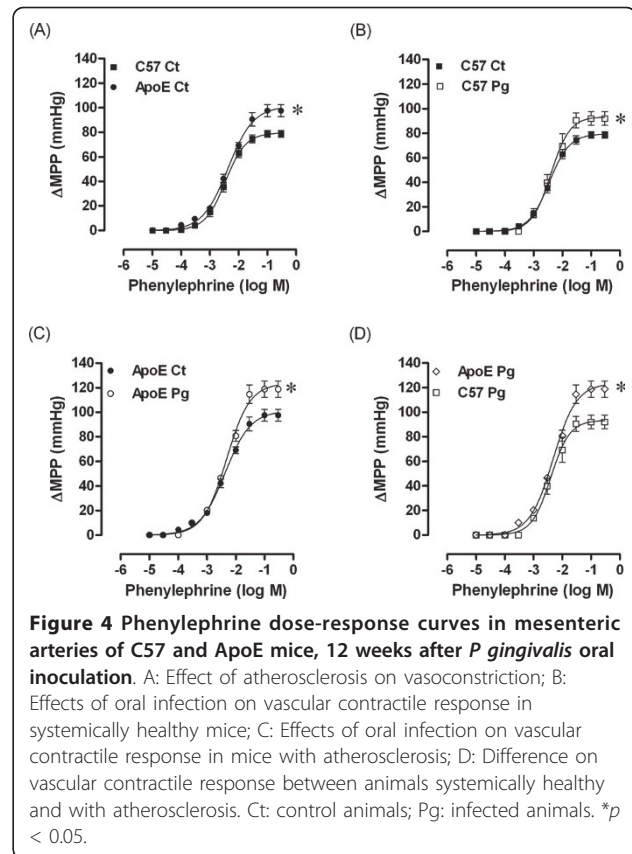 (A)
C57 Ct
ApoE Ct
ΔMPP (mmHg)
140
120
100
80
60
40
20
0
*
-6 -5 -4 -3 -2 -1 0
Phenylephrine (log M)
(B)
C57 Ct
C57 Pg
ΔMPP (mmHg)
140
120
100
80
60
40
20
0
*
-6 -5 -4 -3 -2 -1 0
Phenylephrine (log M)
(C)
ApoE Ct
ApoE Pg
ΔMPP (mmHg)
140
120
100
80
60
40
20
0
*
-6 -5 -4 -3 -2 -1 0
Phenylephrine (log M)
(D)
ApoE Pg
C57 Pg
ΔMPP (mmHg)
140
120
100
80
60
40
20
0
*
-6 -5 -4 -3 -2 -1 0
Phenylephrine (log M)
Figure 4 Phenylephrine dose-response curves in mesenteric
arteries of C57 and ApoE mice, 12 weeks after P gingivalis oral
inoculation. A: Effect of atherosclerosis on vasoconstriction; B:
Effects of oral infection on vascular contractile response in
systemically healthy mice; C: Effects of oral infection on vascular
contractile response in mice with atherosclerosis; D: Difference on
vascular contractile response between animals systemically healthy
and with atherosclerosis. Ct: control animals; Pg: infected animals. *p
< 0.05.